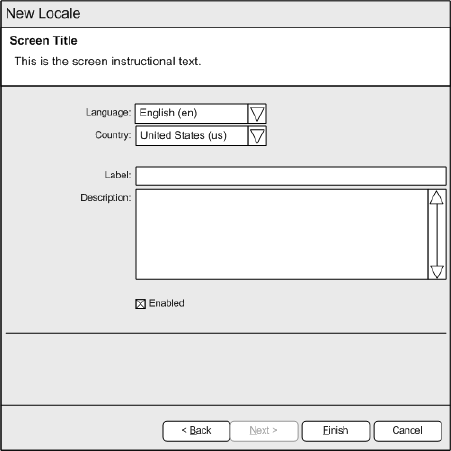 New Locale
Screen Title
This is the screen instructional text.
Language: English (en)
Country: United States (us)
Label:
Description:
Enabled
< Back Next > Finish Cancel